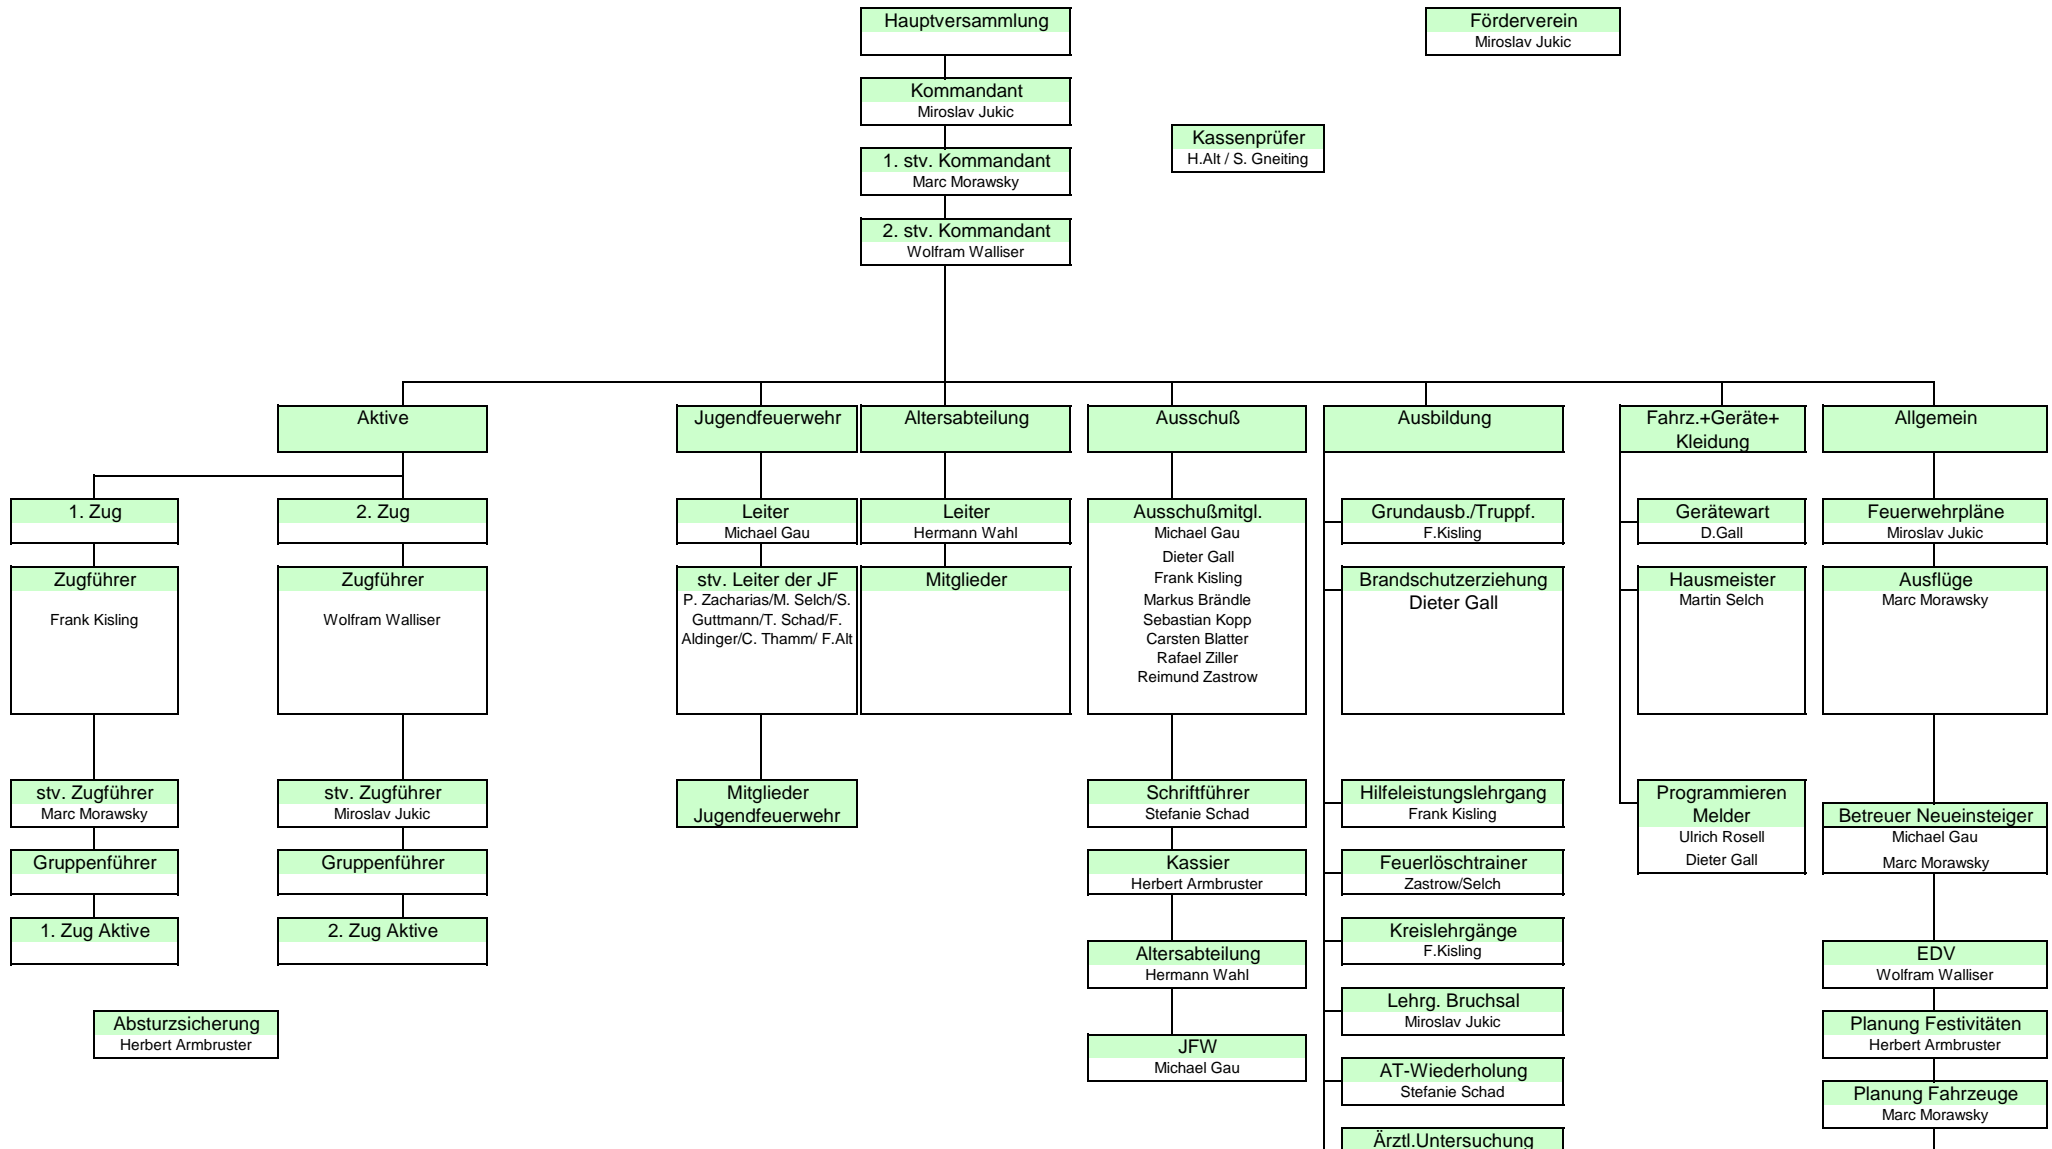 Hauptversammlung
Förderverein
Miroslav Jukic
Kommandant
Miroslav Jukic
Kassenprüfer
H.Alt / S. Gneiting
1. stv. Kommandant
Marc Morawsky
2. stv. Kommandant
Wolfram Walliser
Aktive
Jugendfeuerwehr
Altersabteilung
Ausschuß
Ausbildung
Fahrz.+Geräte+
Kleidung
Allgemein
1. Zug
Zugführer
Frank Kisling
stv. Zugführer
Marc Morawsky
Gruppenführer
1. Zug Aktive
2. Zug
Zugführer
Wolfram Walliser
stv. Zugführer
Miroslav Jukic
Gruppenführer
2. Zug Aktive
Absturzsicherung
Herbert Armbruster
Leiter
Michael Gau
stv. Leiter der JF
P. Zacharias/M. Selch/S.
Guttmann/T. Schad/F.
Aldinger/C. Thamm/ F.Alt
Mitglieder
Jugendfeuerwehr
Leiter
Hermann Wahl
Mitglieder
Ausschußmitgl.
Michael Gau
Dieter Gall
Frank Kisling
Markus Brändle
Sebastian Kopp
Carsten Blatter
Rafael Ziller
Reimund Zastrow
Schriftführer
Stefanie Schad
Kassier
Herbert Armbruster
Altersabteilung
Hermann Wahl
JFW
Michael Gau
Grundausb./Truppf.
F.Kisling
Brandschutzerziehung
Dieter Gall
Hilfeleistungslehrgang
Frank Kisling
Feuerlöschtrainer
Zastrow/Selch
Kreislehrgänge
F.Kisling
Lehrg. Bruchsal
Miroslav Jukic
AT-Wiederholung
Stefanie Schad
Ärztl.Untersuchung
Gerätewart
D.Gall
Hausmeister
Martin Selch
Programmieren
Melder
Ulrich Rosell
Dieter Gall
Feuerwehrpläne
Miroslav Jukic
Ausflüge
Marc Morawsky
Betreuer Neueinsteiger
Michael Gau
Marc Morawsky
EDV
Wolfram Walliser
Planung Festivitäten
Herbert Armbruster
Planung Fahrzeuge
Marc Morawsky